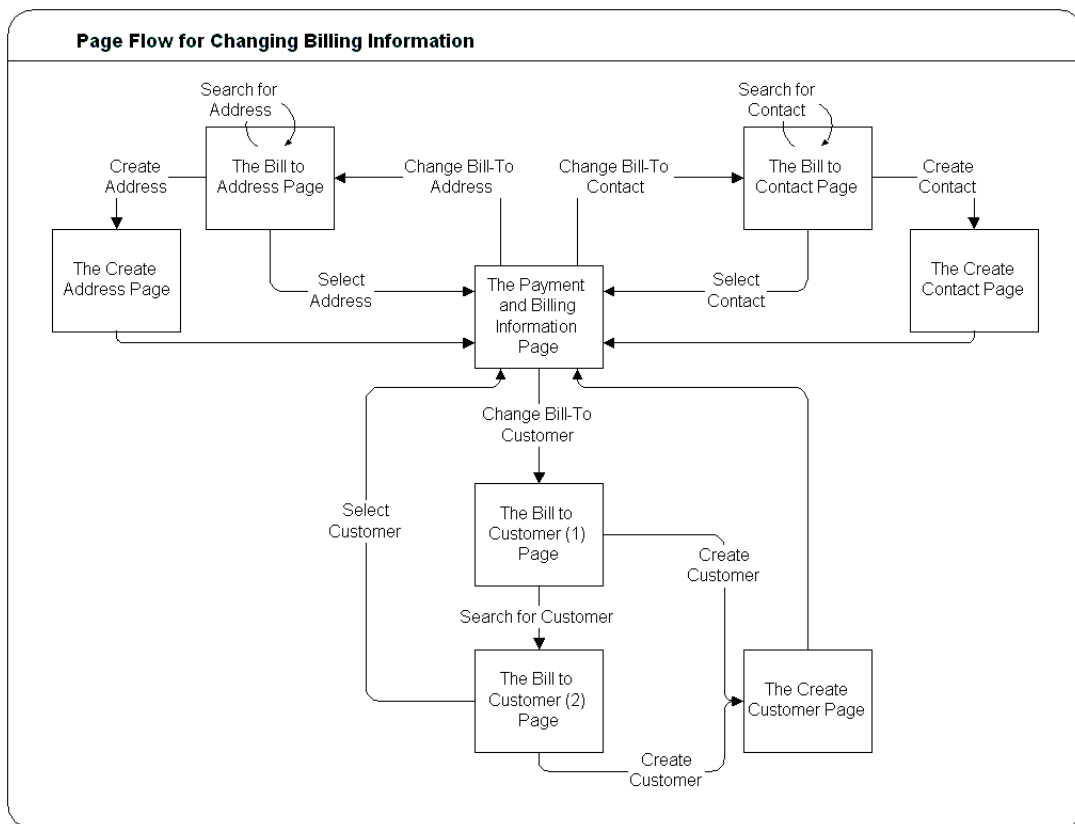 Page Flow for Changing Billing Information
Search for
Address
Search for
Contact
Create
Address
The Bill to
Address Page
Change Bill-To
Address
Change Bill-To
Contact
The Bill to
Contact Page
Create
Contact
The Create
Address Page
Select
Address
The Payment
and Billing
Information
Page
Select
Contact
The Create
Contact Page
Change Bill-To
Customer
Select
Customer
The Bill to
Customer (1)
Page
Create
Customer
Search for Customer
The Bill to
Customer (2)
Page
The Create
Customer Page
Create
Customer